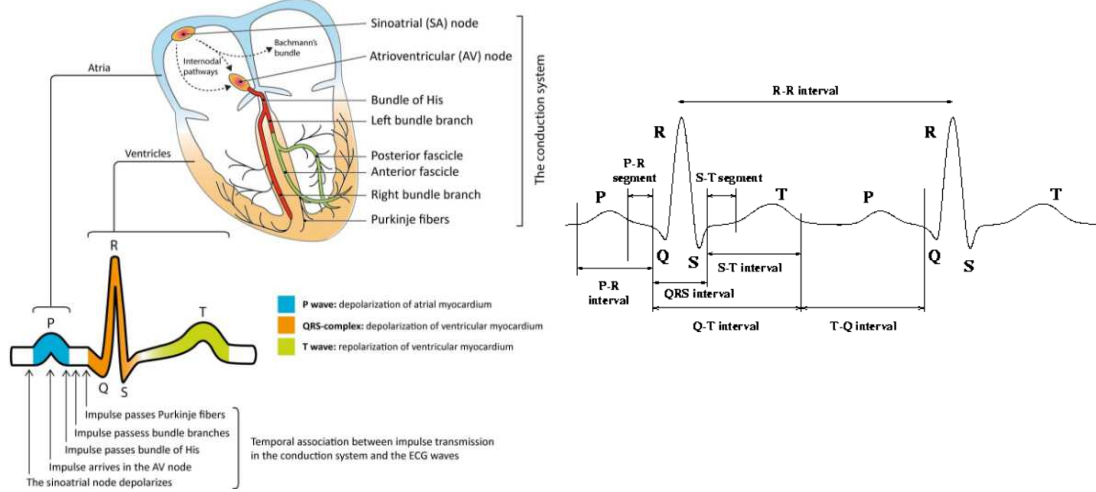 Sinoatrial (SA) node
Bachmann's
bundle
Atrioventricular (AV) node
Internodal
pathways
Atria
Bundle of His
Left bundle branch
Ventricles
Posterior fascicle
Anterior fascicle
Right bundle branch
Purkinje fibers
The conduction system
R
P
T
Q
S
P wave: depolarization of atrial myocardium
QRS-complex: depolarization of ventricular myocardium
T wave: repolarization of ventricular myocardium
Impulse passes Purkinje fibers
Impulse passess bundle branches
Impulse passes bundle of His
Impulse arrives in the AV node
The sinoatrial node depolarizes
Temporal association between impulse transmission
in the conduction system and the ECG waves
R-R interval
R
R
P-R
segment
S-T segment
P
T
P
T
Q
S
Q
S
S-T interval
P-R
interval
QRS interval
Q-T interval
T-Q interval